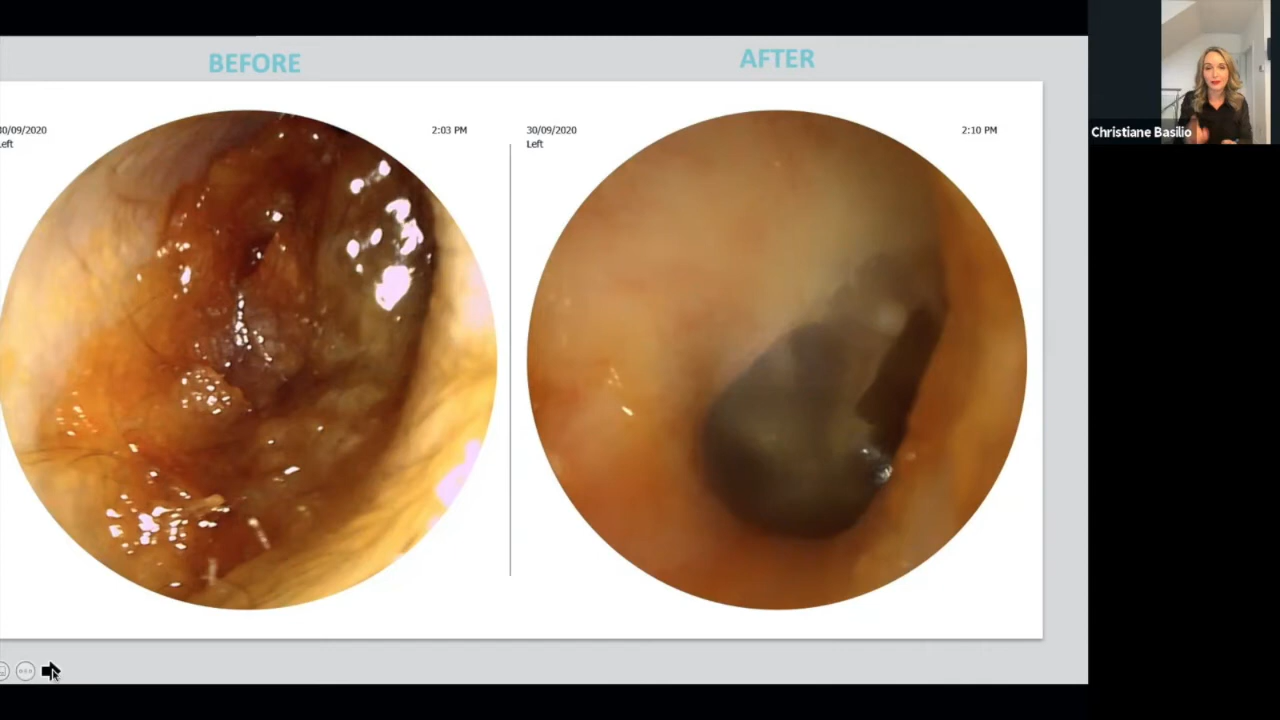 BEFORE
AFTER
30/09/2020
2:03 PM
Left
30/09/2020
2:10 PM
Left
Christiane Basilio